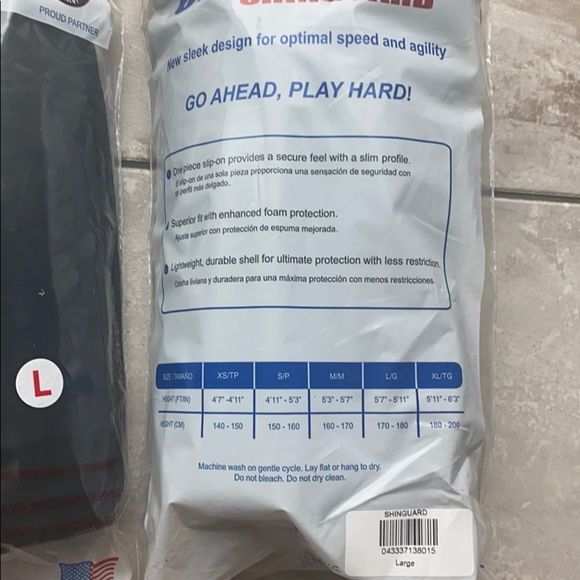 PROUD PARTNER
SHINGUARD
New sleek design for optimal speed and agility
GO AHEAD, PLAY HARD!
One piece slip-on provides a secure feel with a slim profile.
El slip-on de una sola pieza proporciona una sensación de seguridad con
un perfil más delgado.
Superior fit with enhanced foam protection.
Ajuste superior con protección de espuma mejorada.
Lightweight, durable shell for ultimate protection with less restriction.
Concha liviana y duradera para una máxima protección con menos restricciones.
SIZE / TAMAÑO XS/TP S/P M/M L/G XL/TG
HEIGHT (FT/IN) 4'7" -4'11" 4'11" - 5'3" 5'3" - 5'7" 5'7" - 5'11" 5'11" - 6'3"
HEIGHT (CM) 140 - 150 150 - 160 160 - 170 170 - 180 180 - 200
Machine wash on gentle cycle. Lay flat or hang to dry.
Do not bleach. Do not dry clean.
L
SHINGUARD
043337138015
Large